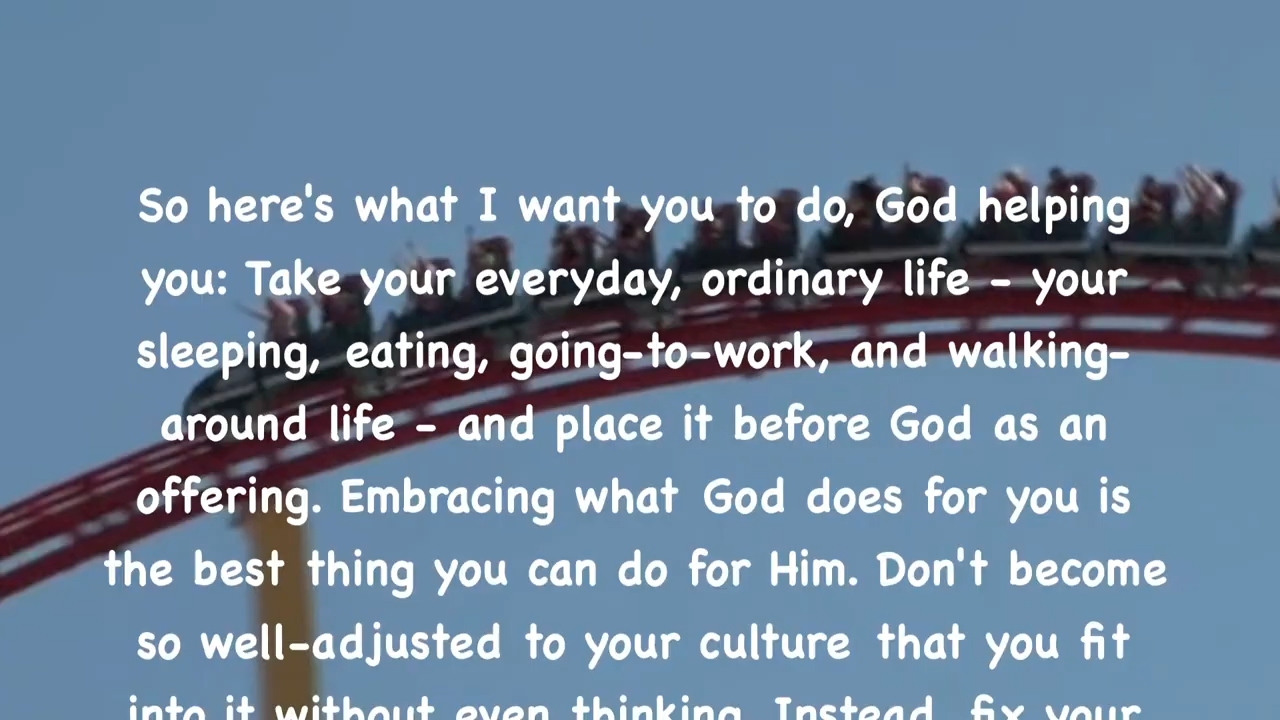 So here's what I want you to do, God helping
you: Take your everyday, ordinary life - your
sleeping, eating, going-to-work, and walking-
around life - and place it before God as an
offering. Embracing what God does for you is
the best thing you can do for Him. Don't become
so well-adjusted to your culture that you fit
into it without even thinking. Instead, fix your